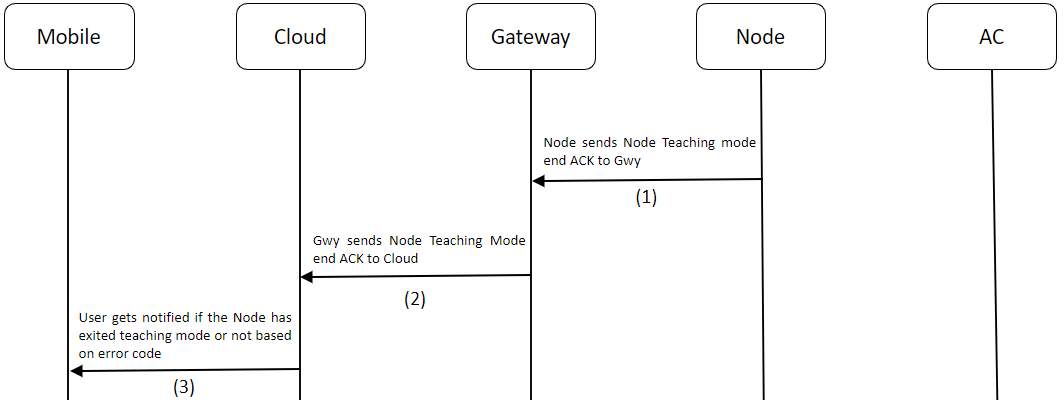 Mobile
Cloud
Gateway
Node
AC
Node sends Node Teaching mode
end ACK to Gwy
(1)
Gwy sends Node Teaching Mode
end ACK to Cloud
(2)
User gets notified if the Node has
exited teaching mode or not based
on error code
(3)